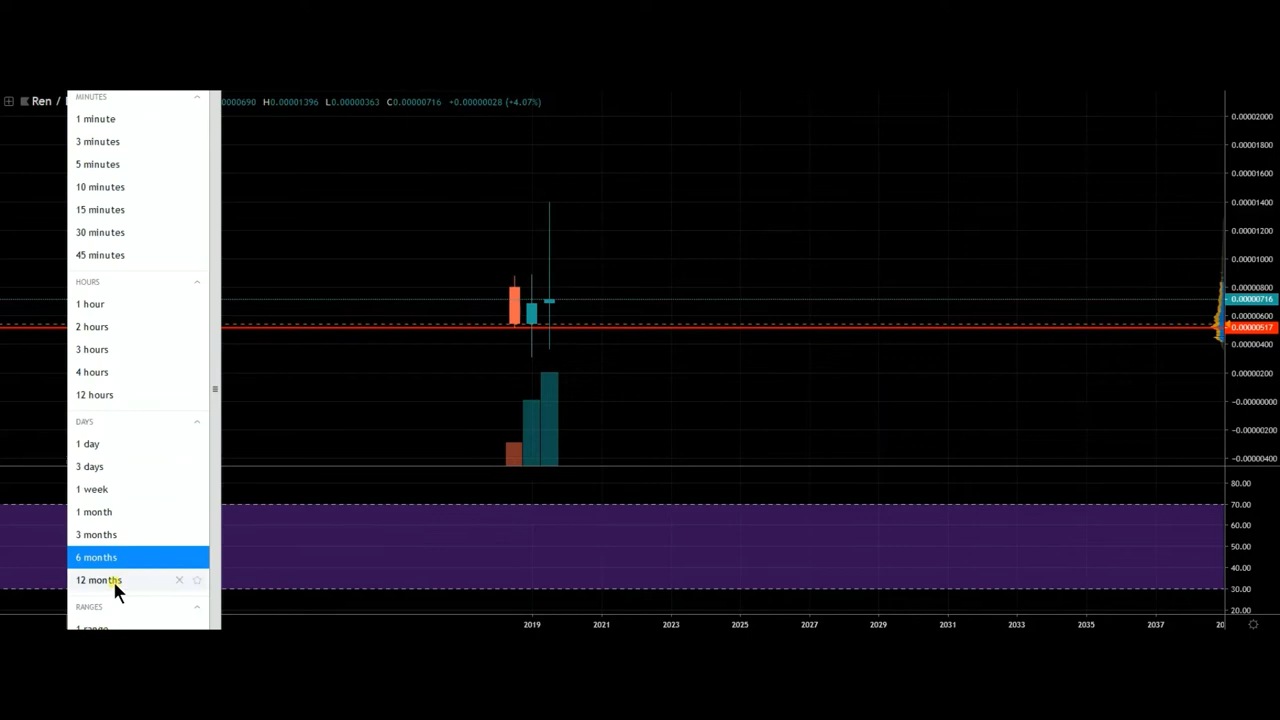 MINUTES
Ren /
0000690 H0.00001396 L0.00000363 C0.00000716 +0.00000028 (+4.07%)
1 minute
3 minutes
5 minutes
10 minutes
15 minutes
30 minutes
45 minutes
HOURS
1 hour
2 hours
3 hours
4 hours
12 hours
DAYS
1 day
3 days
1 week
1 month
3 months
6 months
12 months
RANGES
1 range
0.00002000
0.00001800
0.00001600
0.00001400
0.00001200
0.00001000
0.00000800
0.00000716
0.00000600
0.00000517
0.00000400
0.00000200
-0.00000000
-0.00000200
-0.00000400
80.00
70.00
60.00
50.00
40.00
30.00
20.00
2019 2021 2023 2025 2027 2029 2031 2033 2035 2037 20